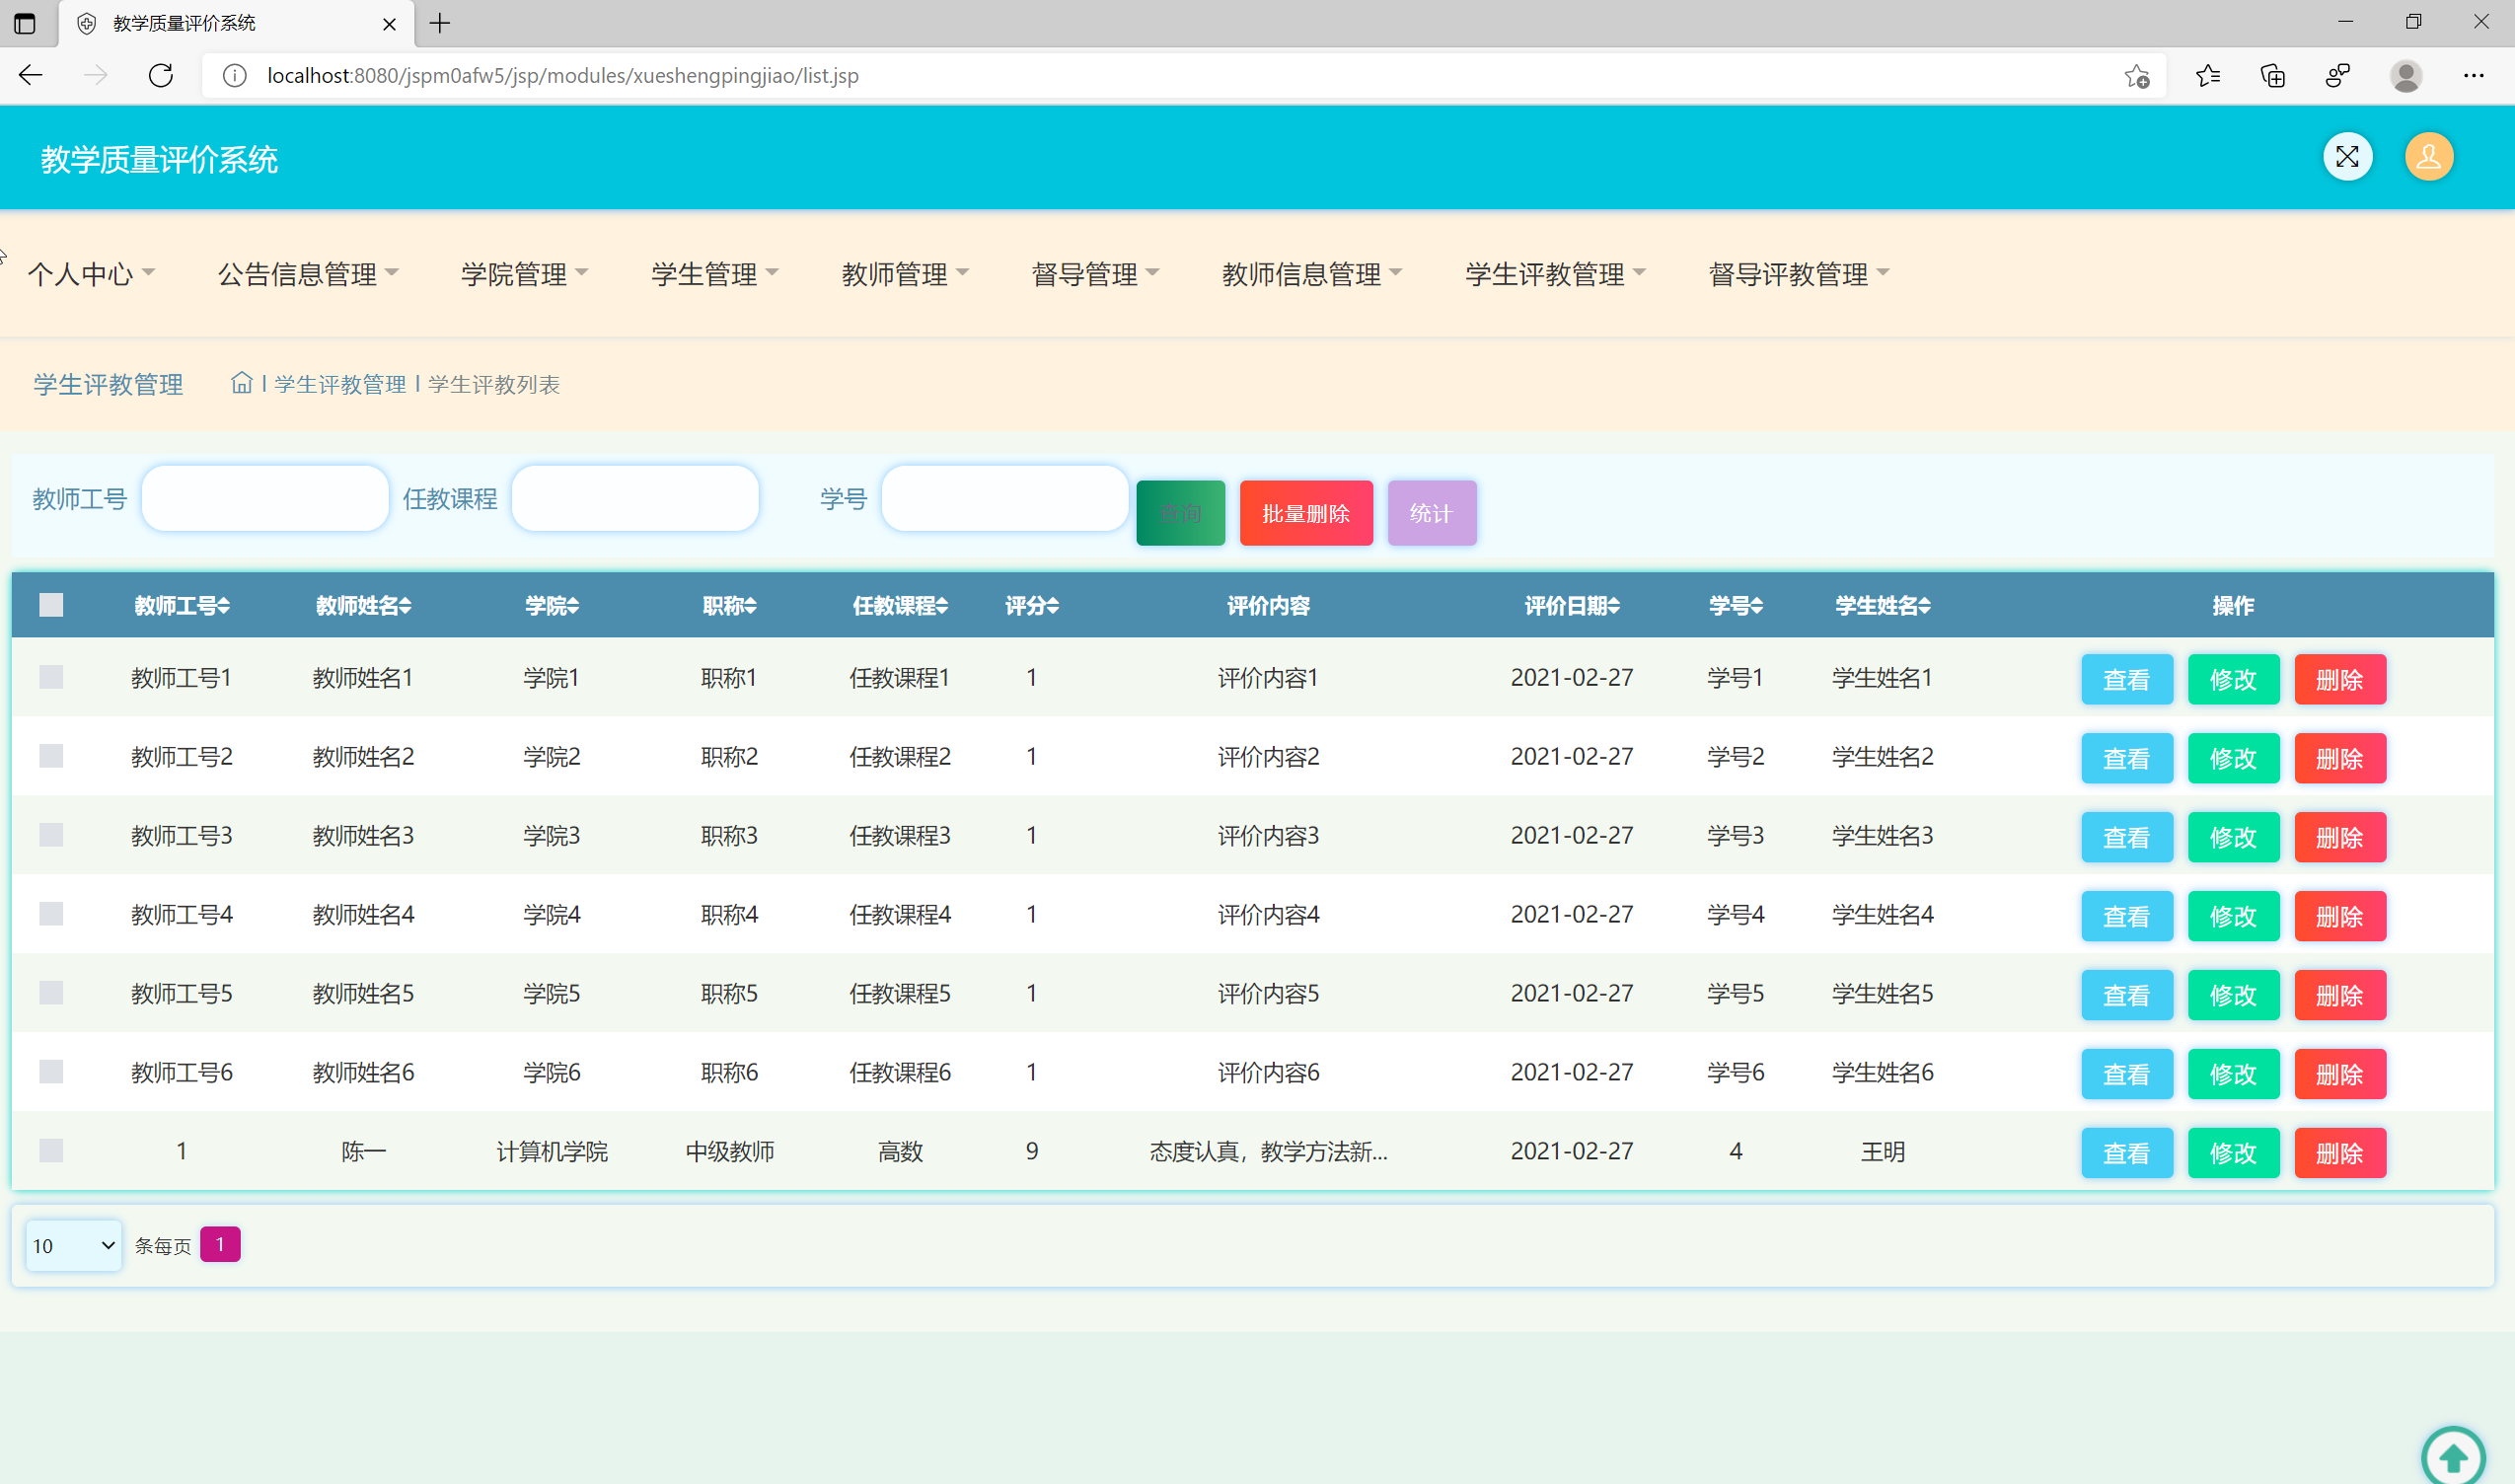 教学质量评价系统
localhost:8080/jspm0afw5/jsp/modules/xueshengpingjiao/list.jsp
教学质量评价系统
个人中心 公告信息管理 学院管理 学生管理 教师管理 督导管理 教师信息管理 学生评教管理 督导评教管理
学生评教管理 学生评教管理 学生评教列表
教师工号 任教课程 学号 查询 批量删除 统计
教师工号 教师姓名 学院 职称 任教课程 评分 评价内容 评价日期 学号 学生姓名 操作
教师工号1 教师姓名1 学院1 职称1 任教课程1 1 评价内容1 2021-02-27 学号1 学生姓名1 查看 修改 删除
教师工号2 教师姓名2 学院2 职称2 任教课程2 1 评价内容2 2021-02-27 学号2 学生姓名2 查看 修改 删除
教师工号3 教师姓名3 学院3 职称3 任教课程3 1 评价内容3 2021-02-27 学号3 学生姓名3 查看 修改 删除
教师工号4 教师姓名4 学院4 职称4 任教课程4 1 评价内容4 2021-02-27 学号4 学生姓名4 查看 修改 删除
教师工号5 教师姓名5 学院5 职称5 任教课程5 1 评价内容5 2021-02-27 学号5 学生姓名5 查看 修改 删除
教师工号6 教师姓名6 学院6 职称6 任教课程6 1 评价内容6 2021-02-27 学号6 学生姓名6 查看 修改 删除
1 陈一 计算机学院 中级教师 高数 9 态度认真，教学方法新... 2021-02-27 4 王明 查看 修改 删除
10 条每页 1